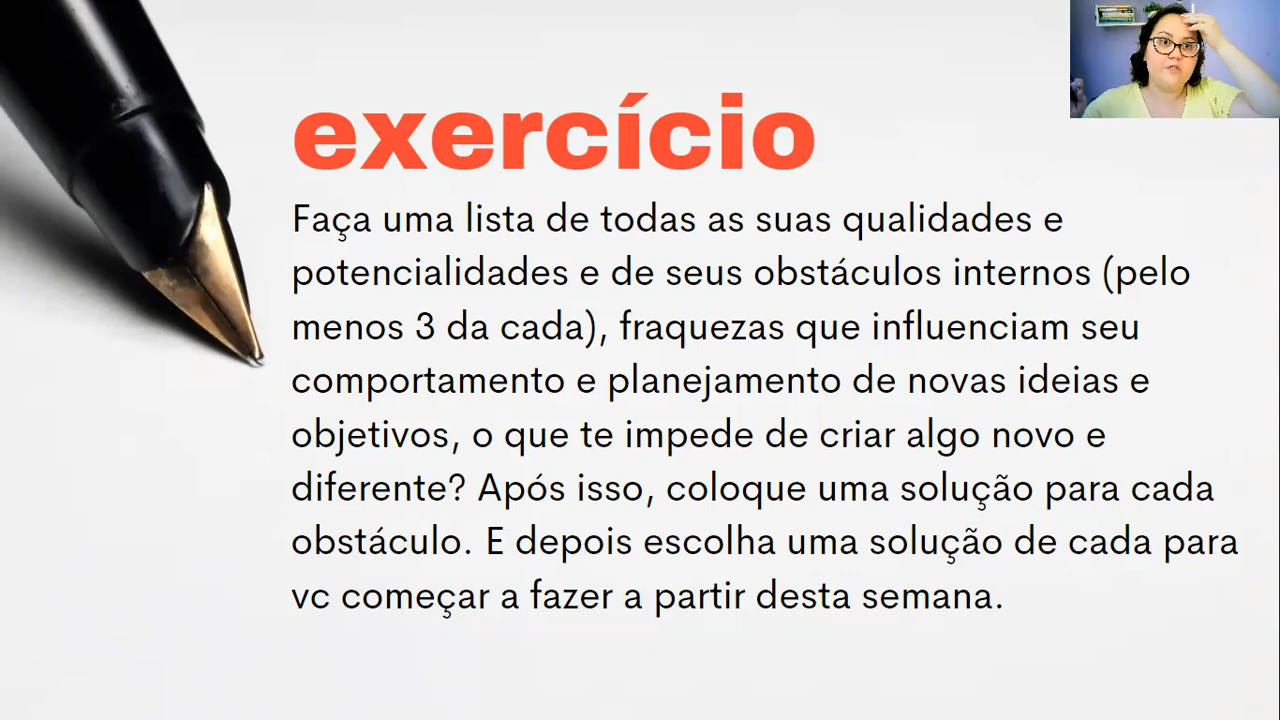 exercício
Faça uma lista de todas as suas qualidades e
potencialidades e de seus obstáculos internos (pelo
menos 3 da cada), fraquezas que influenciam seu
comportamento e planejamento de novas ideias e
objetivos, o que te impede de criar algo novo e
diferente? Após isso, coloque uma solução para cada
obstáculo. E depois escolha uma solução de cada para
vc começar a fazer a partir desta semana.